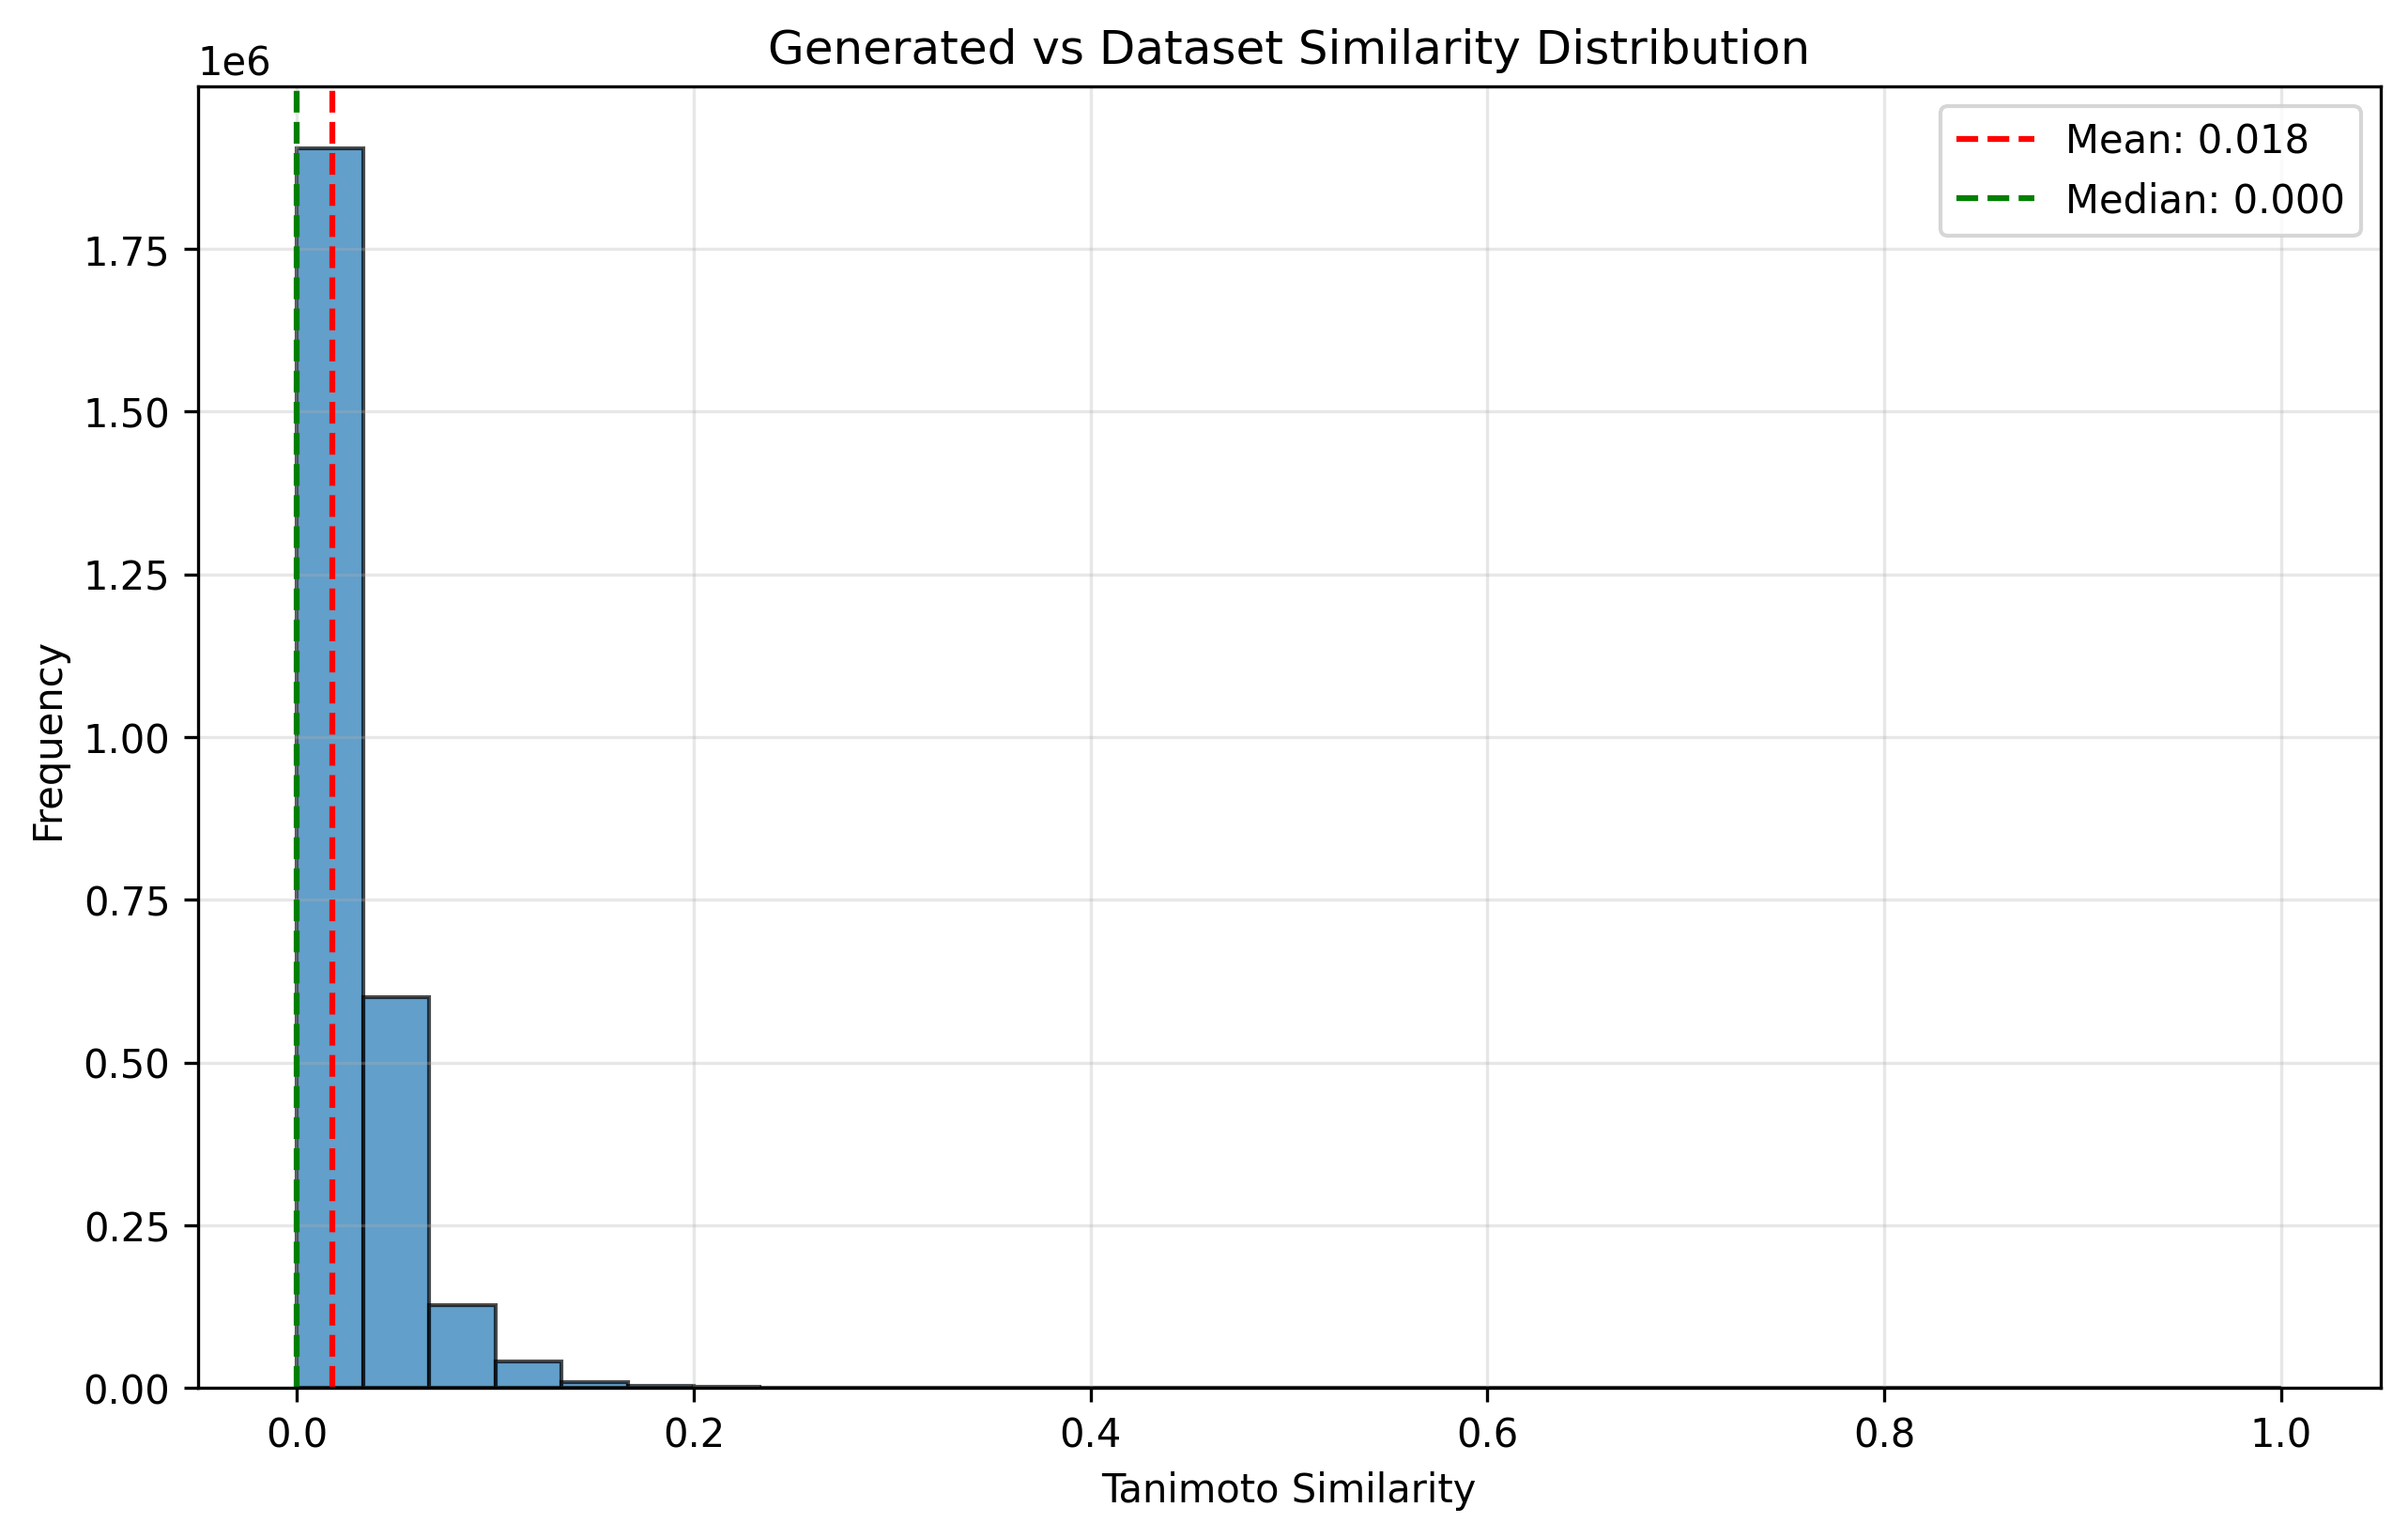 Generated vs Dataset Similarity Distribution
1e6
Mean: 0.018
Median: 0.000
1.75
1.50
1.25
1.00
0.75
0.50
0.25
0.00
Frequency
0.0 0.2 0.4 0.6 0.8 1.0
Tanimoto Similarity